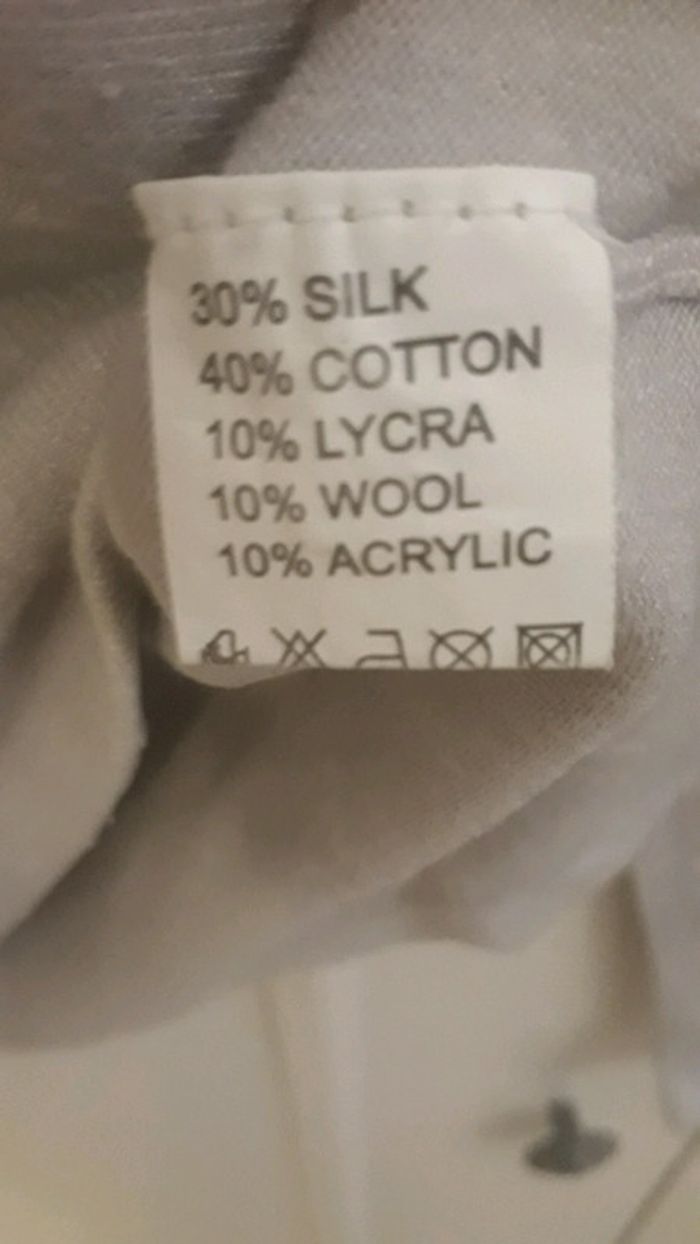 30% SILK
40% COTTON
10% LYCRA
10% WOOL
10% ACRYLIC